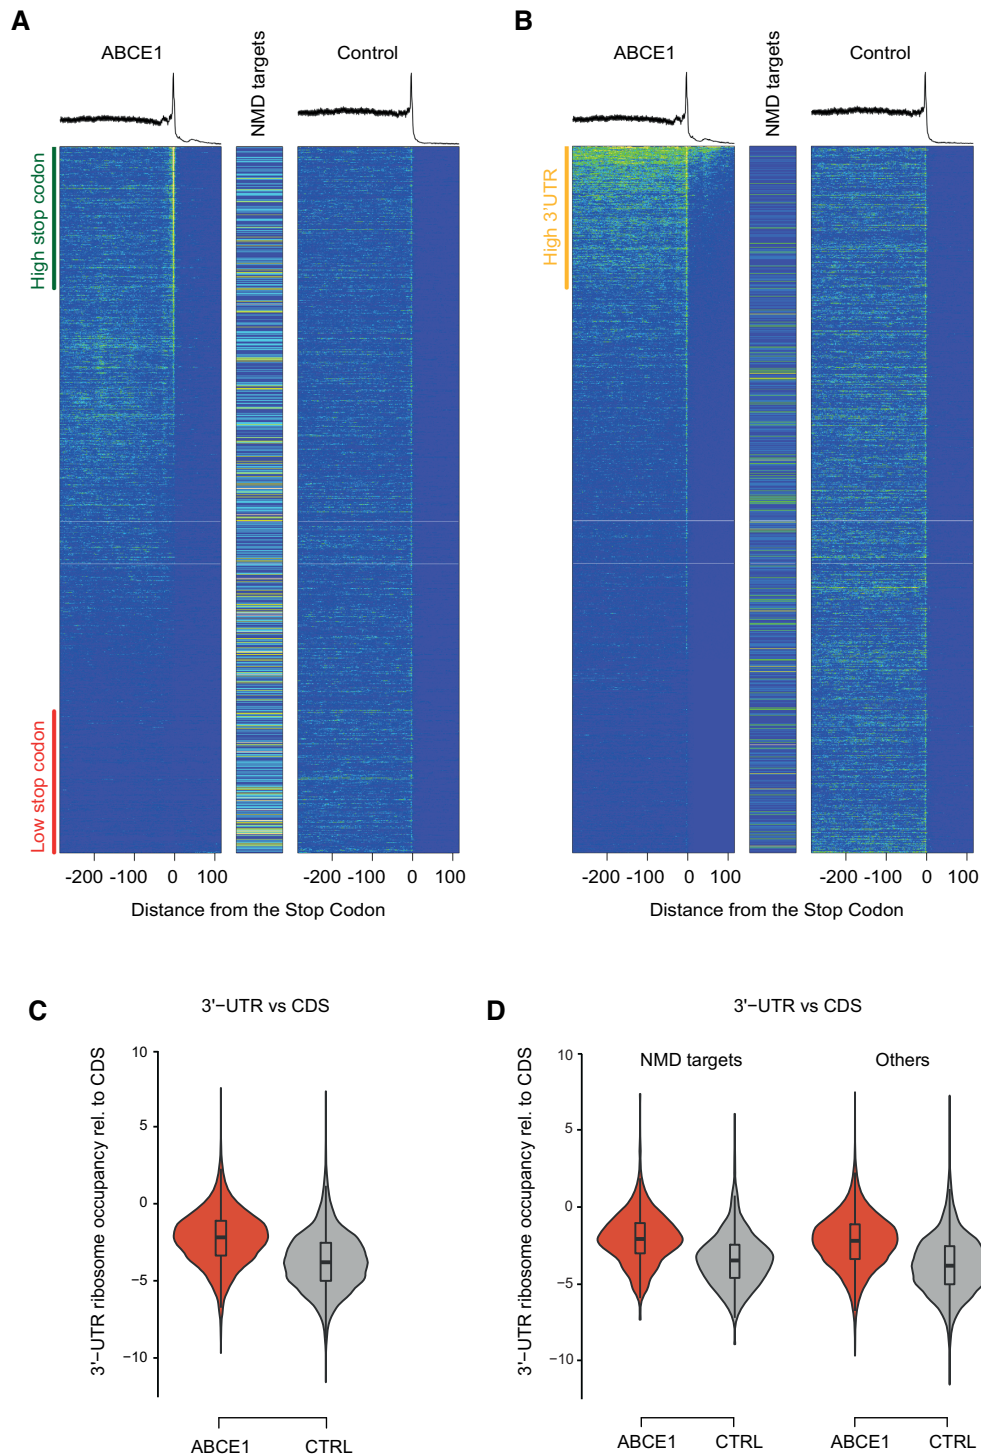 A
ABCE1
NMD targets
Control
High stop codon
Low stop codon
-200 -100 0 100
-200 -100 0 100
Distance from the Stop Codon
B
ABCE1
NMD targets
Control
High 3'UTR
-200 -100 0 100
-200 -100 0 100
Distance from the Stop Codon
C
3'−UTR vs CDS
3'−UTR ribosome occupancy rel. to CDS
10
5
0
−5
−10
ABCE1 CTRL
D
3'−UTR vs CDS
NMD targets Others
3'−UTR ribosome occupancy rel. to CDS
10
5
0
−5
−10
ABCE1 CTRL ABCE1 CTRL